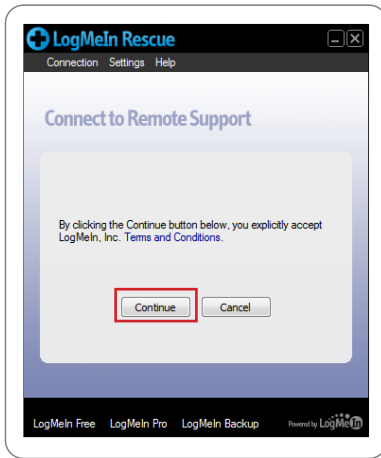 LogMeIn Rescue
Connection Settings Help
Connect to Remote Support
By clicking the Continue button below, you explicitly accept
LogMeIn, Inc. Terms and Conditions.
Continue Cancel
LogMeIn Free LogMeIn Pro LogMeIn Backup Powered by LogMeIn